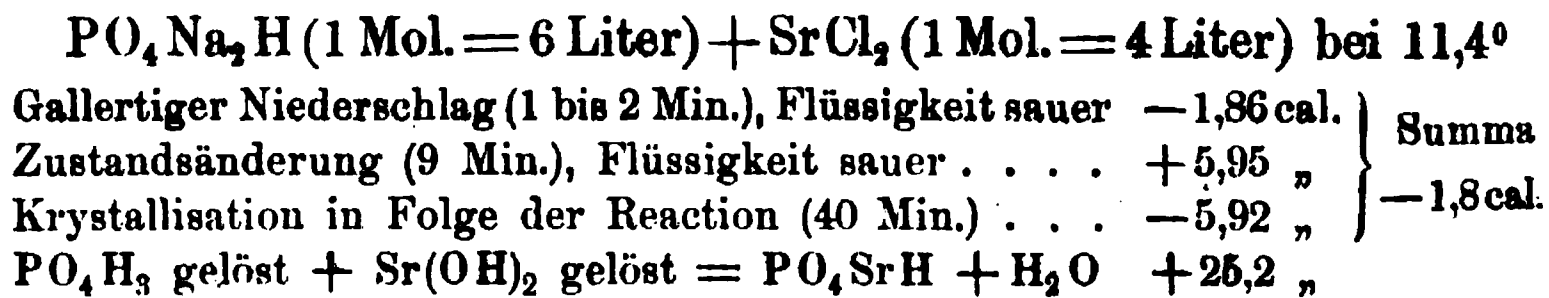 PO₄Na₂H (1 Mol. = 6 Liter) + SrCl₂ (1 Mol. = 4 Liter) bei 11,4⁰
Gallertiger Niederschlag (1 bis 2 Min.), Flüssigkeit sauer —1,86 cal.
Zustandsänderung (9 Min.), Flüssigkeit sauer . . . . +5,95 „
Krystallisation in Folge der Reaction (40 Min.) . . . —5,92 „
Summa
—1,8 cal.
PO₄H₃ gelöst + Sr(OH)₂ gelöst = PO₄SrH + H₂O +25,2 „